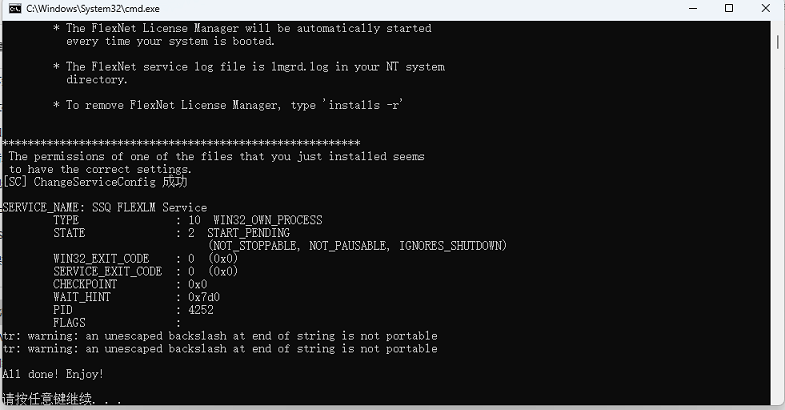 C:\Windows\System32\cmd.exe
* The FlexNet License Manager will be automatically started
every time your system is booted.
* The FlexNet service log file is lmgrd.log in your NT system
directory.
* To remove FlexNet License Manager, type 'installs -r'
********************************************************
The permissions of one of the files that you just installed seems
to have the correct settings.
[SC] ChangeServiceConfig 成功
SERVICE_NAME: SSQ FLEXLM Service
TYPE : 10 WIN32_OWN_PROCESS
STATE : 2 START_PENDING
(NOT_STOPPABLE, NOT_PAUSABLE, IGNORES_SHUTDOWN)
WIN32_EXIT_CODE : 0 (0x0)
SERVICE_EXIT_CODE : 0 (0x0)
CHECKPOINT : 0x0
WAIT_HINT : 0x7d0
PID : 4252
FLAGS :
tr: warning: an unescaped backslash at end of string is not portable
tr: warning: an unescaped backslash at end of string is not portable
All done! Enjoy!
请按任意键继续. . .